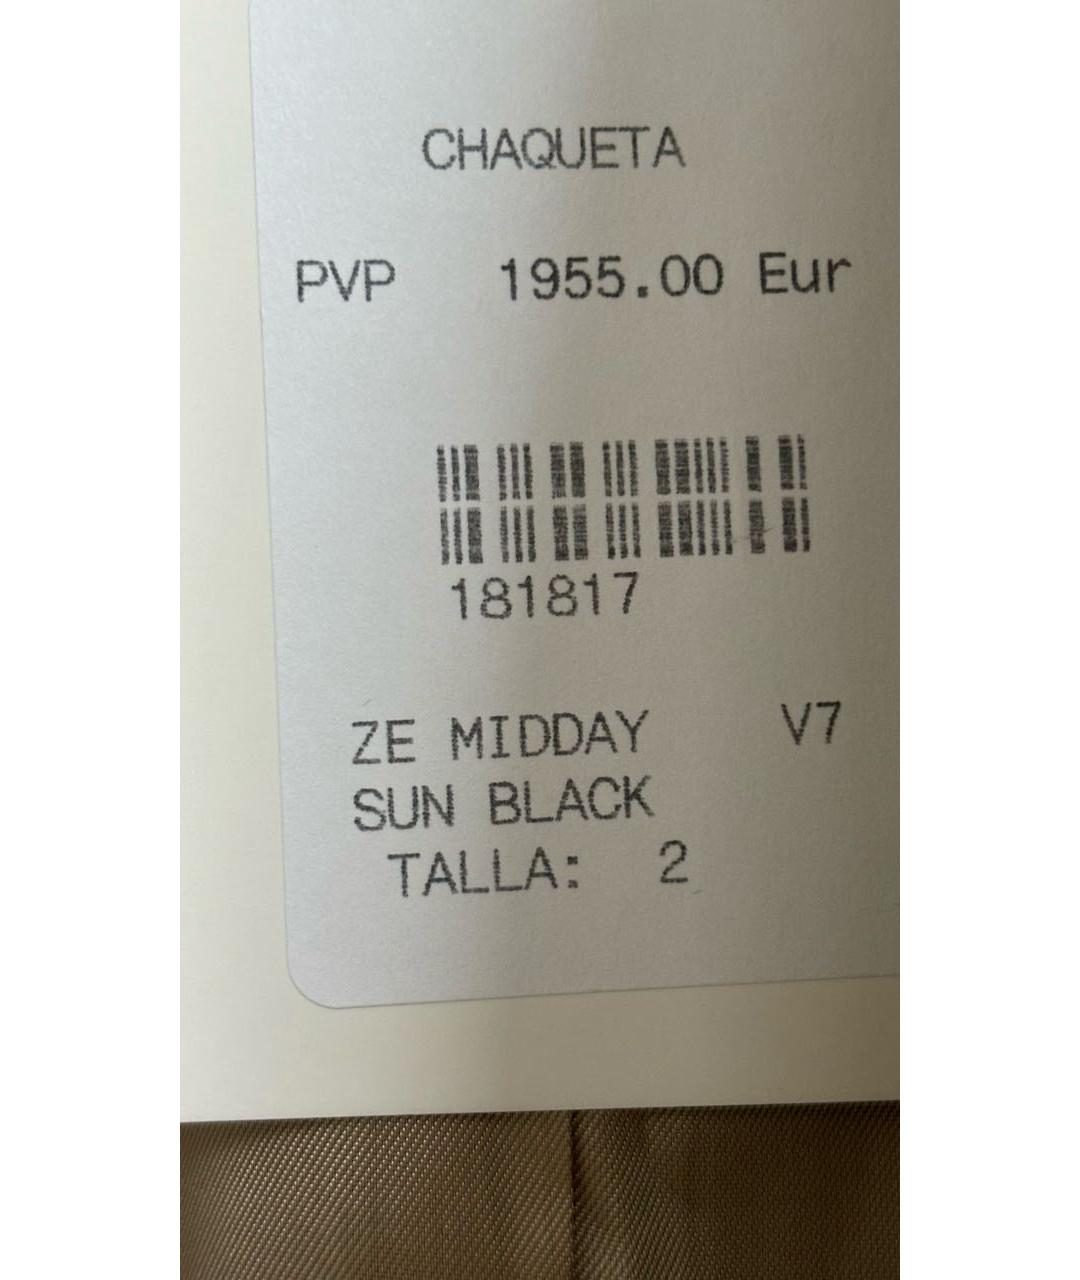 CHAQUETA
PVP 1955.00 Eur
181817
ZE MIDDAY V7
SUN BLACK
TALLA: 2